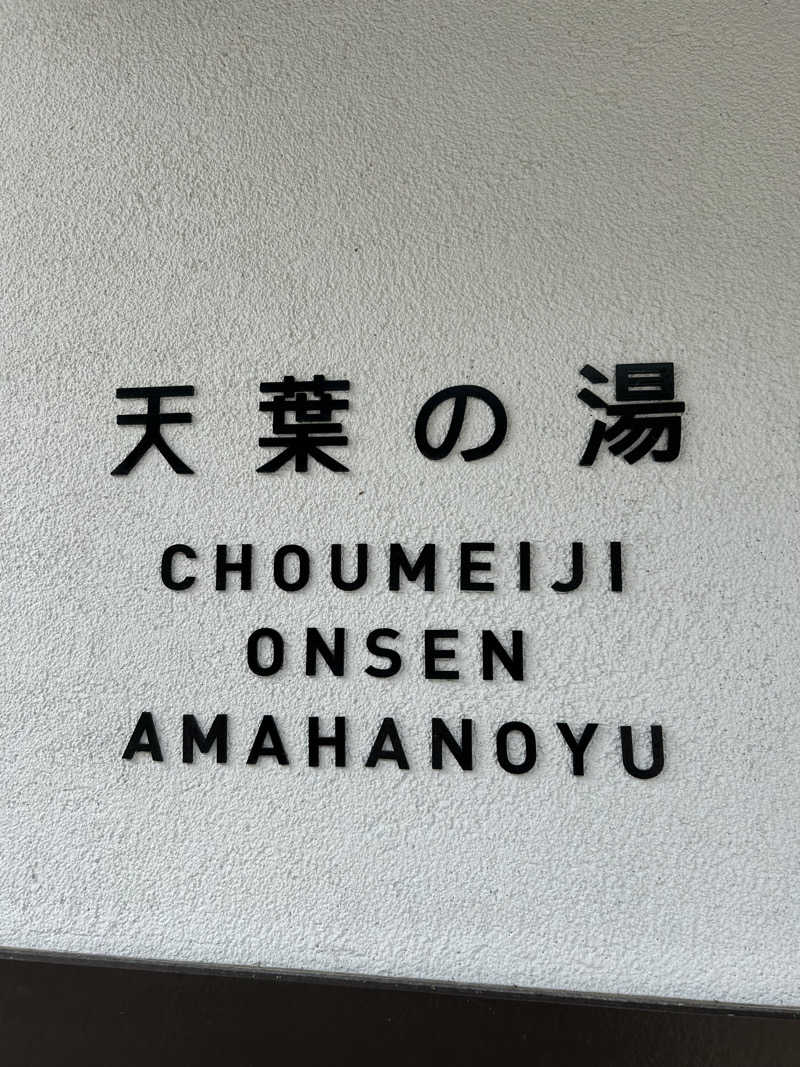 天葉の湯
CHOUMEIJI
ONSEN
AMAHANOYU